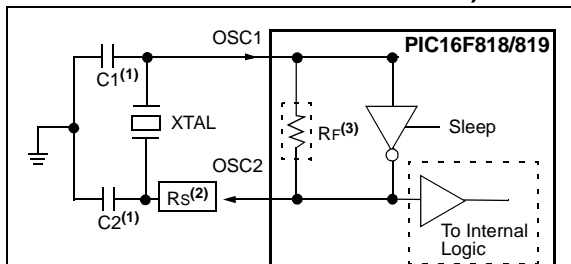 OSC1
PIC16F818/819
C1(1)
XTAL
RF(3)
Sleep
OSC2
C2(1)
RS(2)
To Internal
Logic